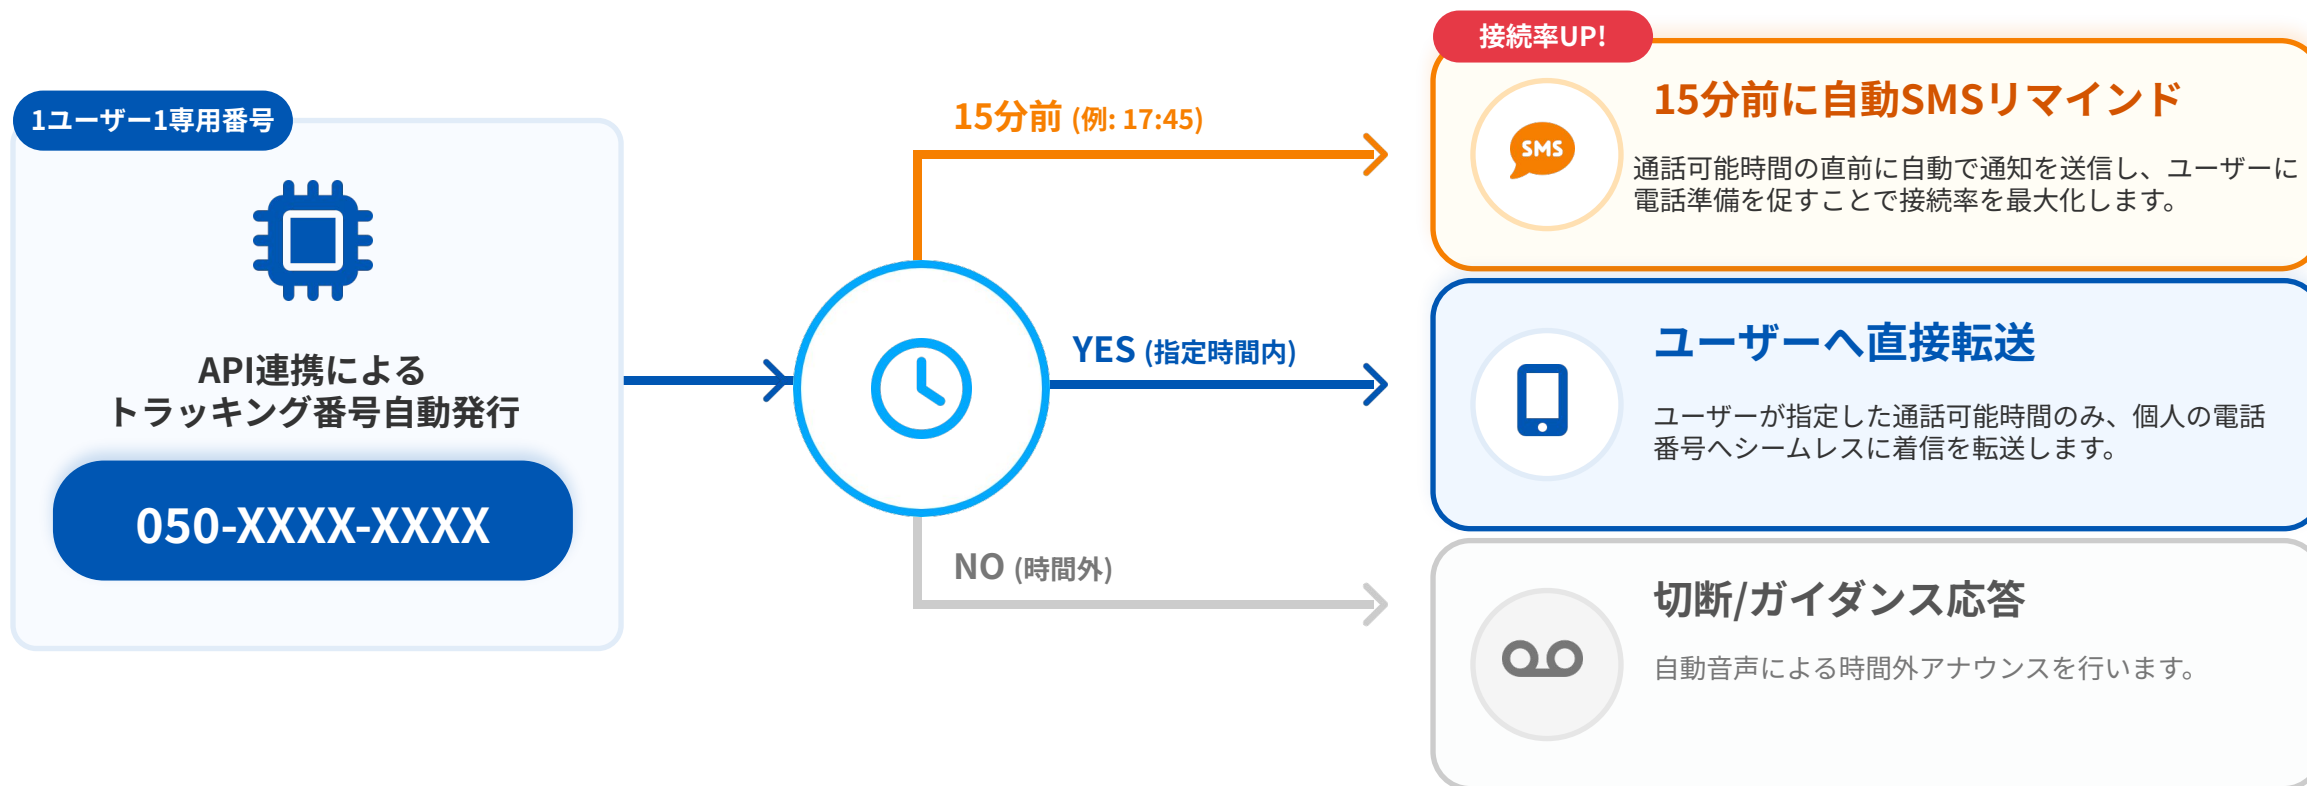 1ユーザー1専用番号
API連携による
トラッキング番号自動発行
050-XXXX-XXXX
15分前 (例: 17:45)
YES (指定時間内)
NO (時間外)
接続率UP!
15分前に自動SMSリマインド
SMS
通話可能時間の直前に自動で通知を送信し、ユーザーに
電話準備を促すことで接続率を最大化します。
ユーザーへ直接転送
ユーザーが指定した通話可能時間のみ、個人の電話
番号へシームレスに着信を転送します。
切断/ガイダンス応答
自動音声による時間外アナウンスを行います。